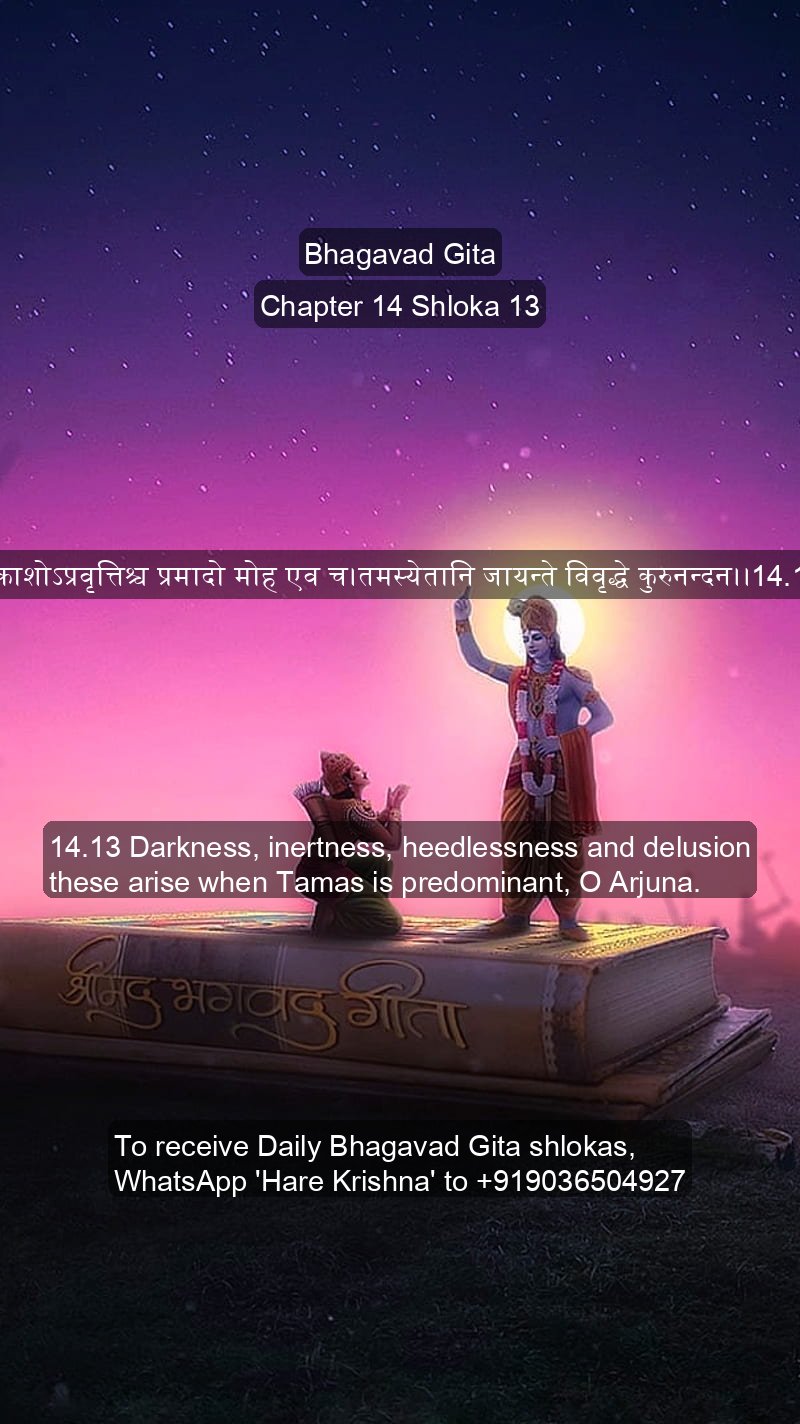 Bhagavad Gita
Chapter 14 Shloka 13
काशोऽप्रवृत्तिश्च प्रमादो मोह एव च।तमस्येतानि जायन्ते विवृद्धे कुरुनन्दन।।14.1
14.13 Darkness, inertness, heedlessness and delusion
these arise when Tamas is predominant, O Arjuna.
श्रीमद् भगवद् गीता
To receive Daily Bhagavad Gita shlokas,
WhatsApp 'Hare Krishna' to +919036504927